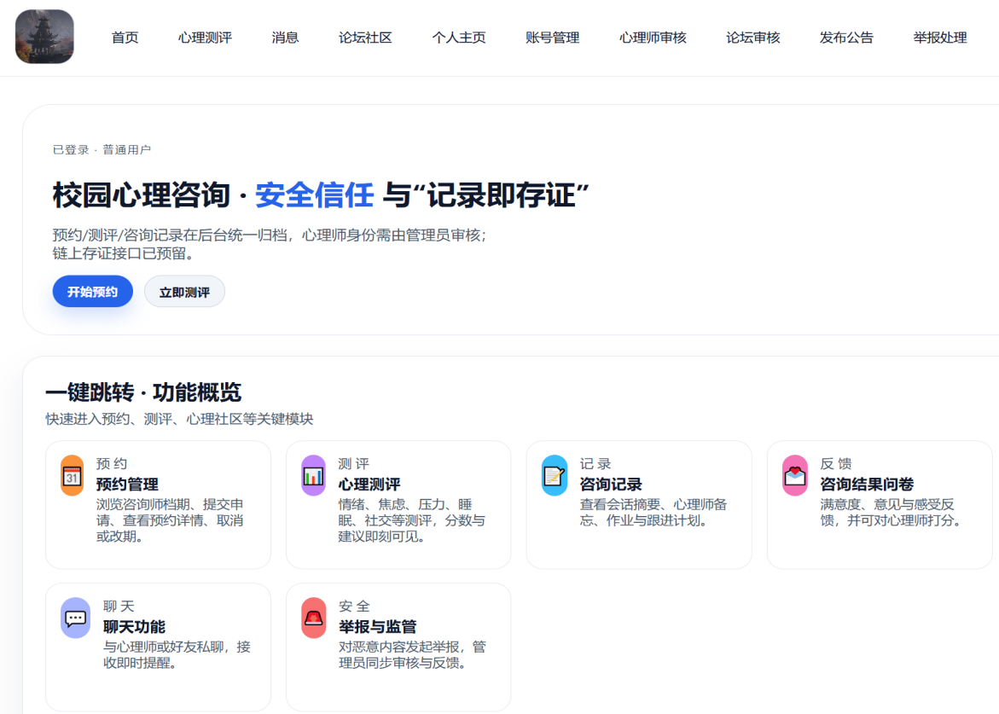 首页 心理测评 消息 论坛社区 个人主页 账号管理 心理师审核 论坛审核 发布公告 举报处理
已登录 · 普通用户
校园心理咨询 · 安全信任 与“记录即存证”
预约/测评/咨询记录在后台统一归档，心理师身份需由管理员审核；
链上存证接口已预留。
开始预约 立即测评
一键跳转 · 功能概览
快速进入预约、测评、心理社区等关键模块
31
预 约
预约管理
浏览咨询师档期、提交申
请、查看预约详情、取消
或改期。
测 评
心理测评
情绪、焦虑、压力、睡
眠、社交等测评，分数与
建议即刻可见。
记 录
咨询记录
查看会话摘要、心理师备
忘、作业与跟进计划。
反 馈
咨询结果问卷
满意度、意见与感受反
馈，并可对心理师打分。
聊 天
聊天功能
与心理师或好友私聊，接
收即时提醒。
安 全
举报与监管
对恶意内容发起举报，管
理员同步审核与反馈。